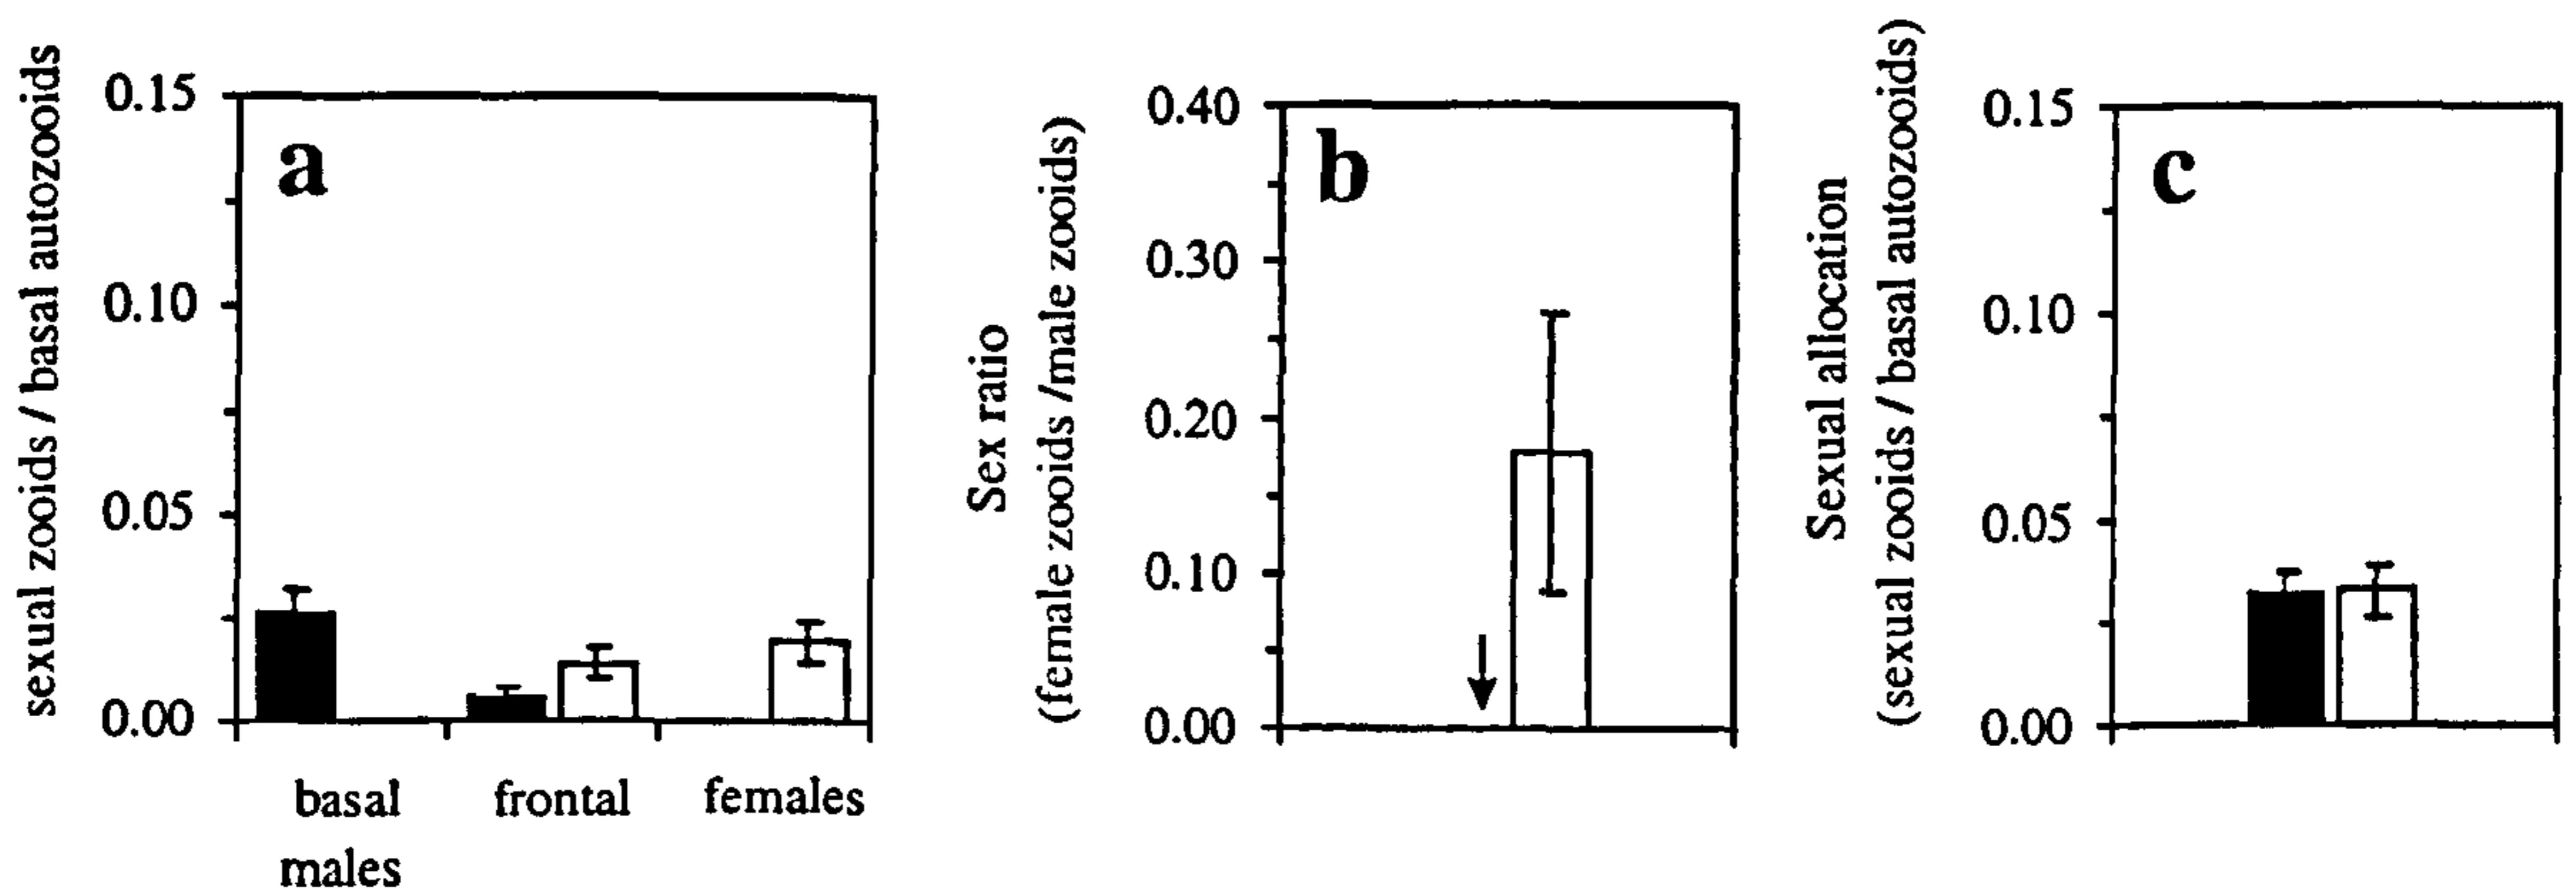 sexual zooids / basal autozooids
0.15
0.10
0.05
0.00
a
basal
males
frontal
females
Sex ratio
(female zooids /male zooids)
0.40
0.30
0.20
0.10
0.00
b
Sexual allocation
(sexual zooids / basal autozooids)
0.15
0.10
0.05
0.00
c